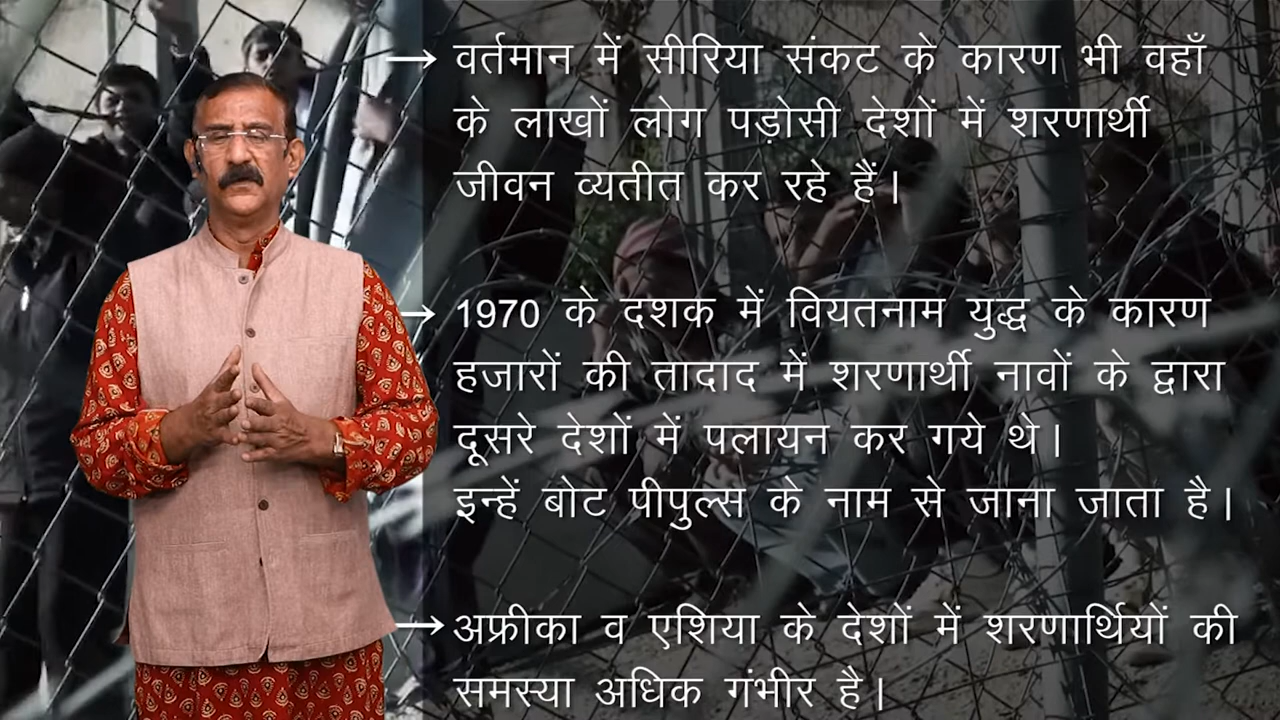 → वर्तमान में सीरिया संकट के कारण भी वहाँ
के लाखों लोग पड़ोसी देशों में शरणार्थी
जीवन व्यतीत कर रहे हैं।
→ 1970 के दशक में वियतनाम युद्ध के कारण
हजारों की तादाद में शरणार्थी नावों के द्वारा
दूसरे देशों में पलायन कर गये थे।
इन्हें बोट पीपुल्स के नाम से जाना जाता है।
→ अफ्रीका व एशिया के देशों में शरणार्थियों की
समस्या अधिक गंभीर है।